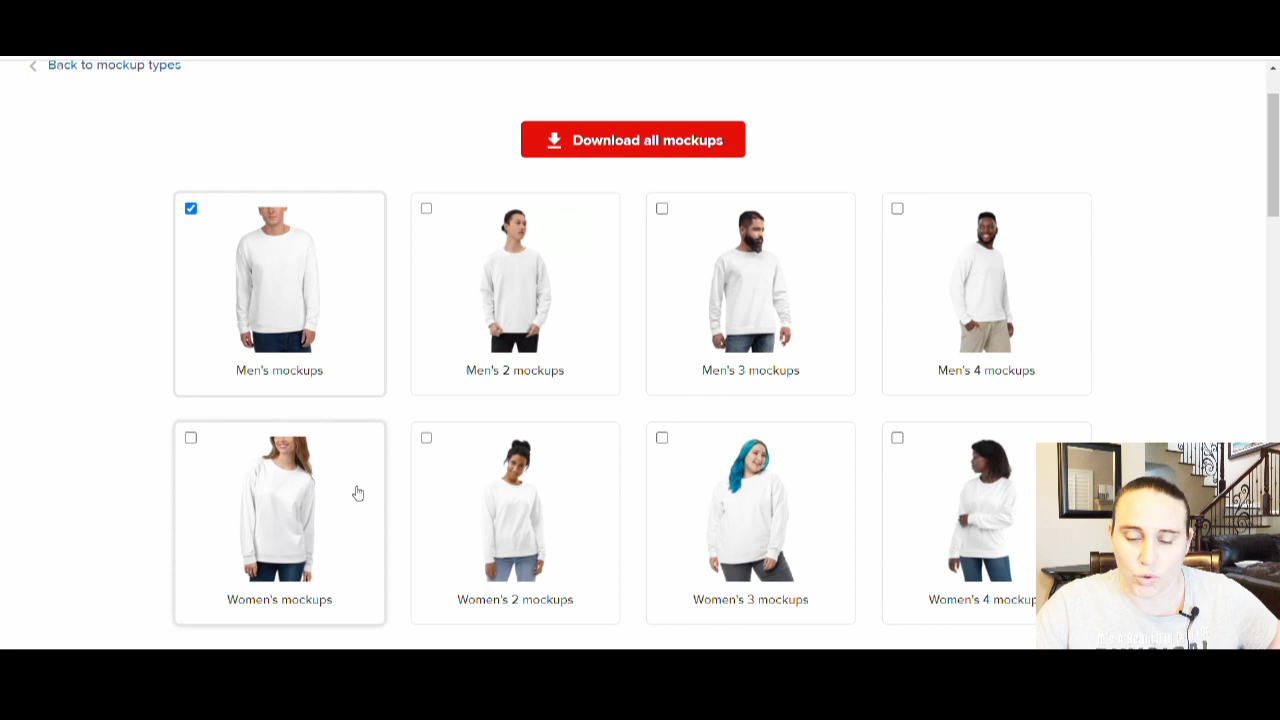 Back to mockup types
Download all mockups
Men's mockups
Men's 2 mockups
Men's 3 mockups
Men's 4 mockups
Women's mockups
Women's 2 mockups
Women's 3 mockups
Women's 4 mockup